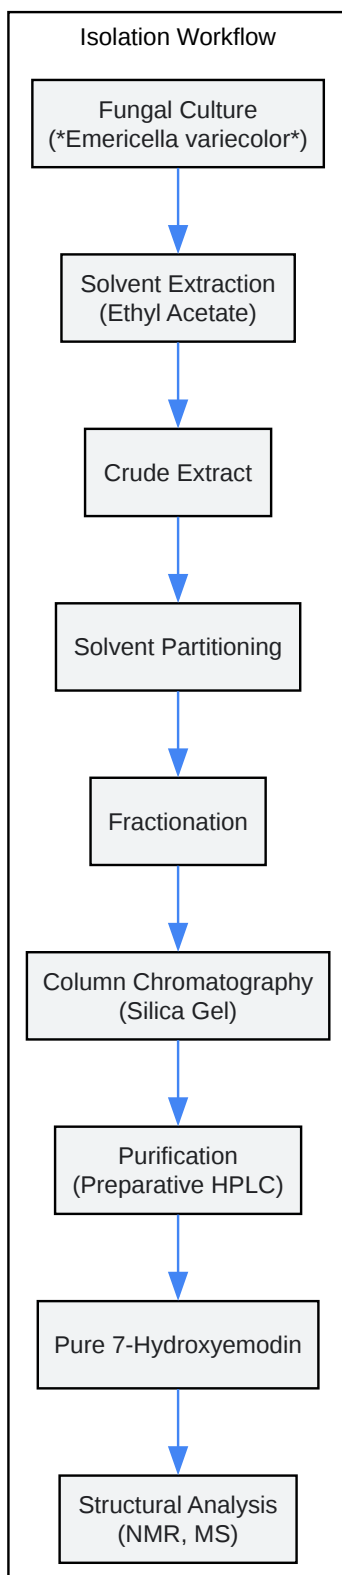 Isolation Workflow
Fungal Culture
(*Emericella variecolor*)
Solvent Extraction
(Ethyl Acetate)
Crude Extract
Solvent Partitioning
Fractionation
Column Chromatography
(Silica Gel)
Purification
(Preparative HPLC)
Pure 7-Hydroxyemodin
Structural Analysis
(NMR, MS)